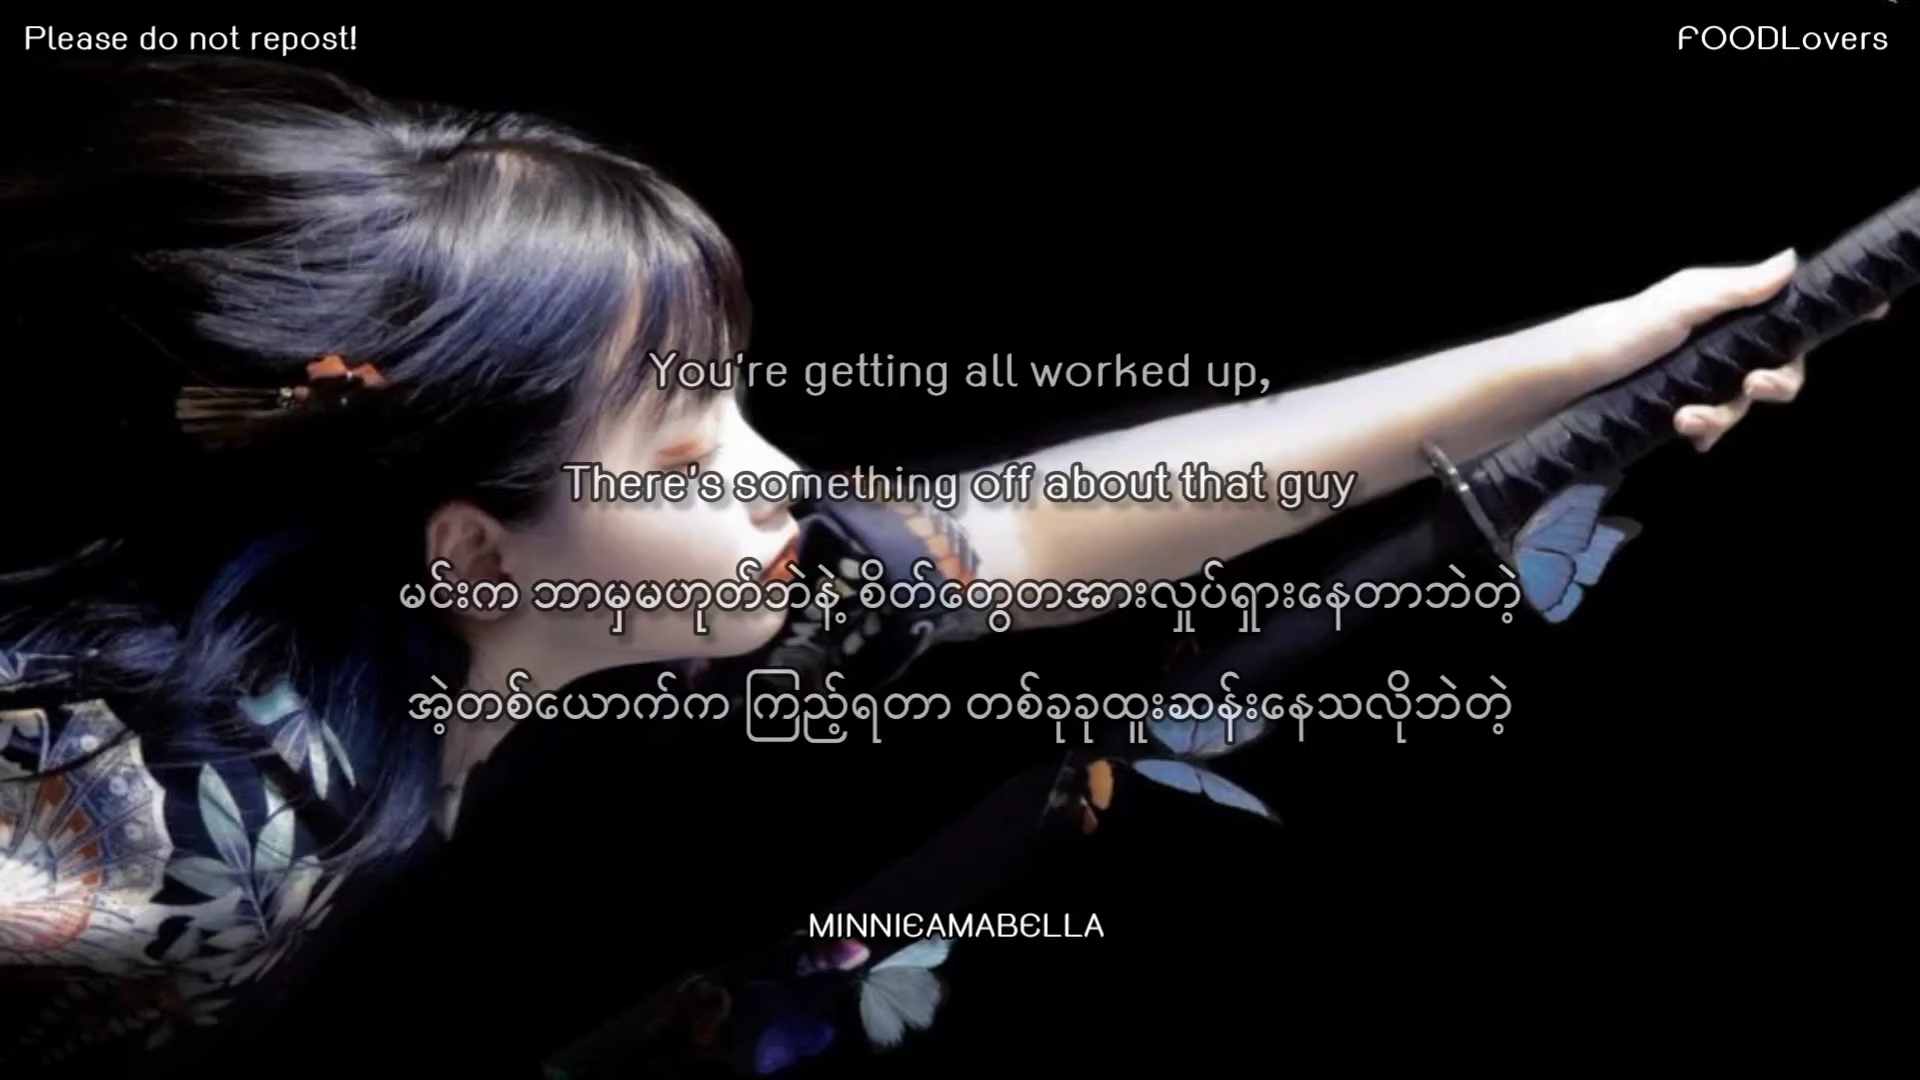 Please do not repost!
FOODLovers
You're getting all worked up,
There's something off about that guy
မင်းက ဘာမှမဟုတ်ဘဲနဲ့ စိတ်တွေတအားလှုပ်ရှားနေတာဘဲတဲ့
အဲ့တစ်ယောက်က ကြည့်ရတာ တစ်ခုခုထူးဆန်းနေသလိုဘဲတဲ့
MINNIEAMABELLA